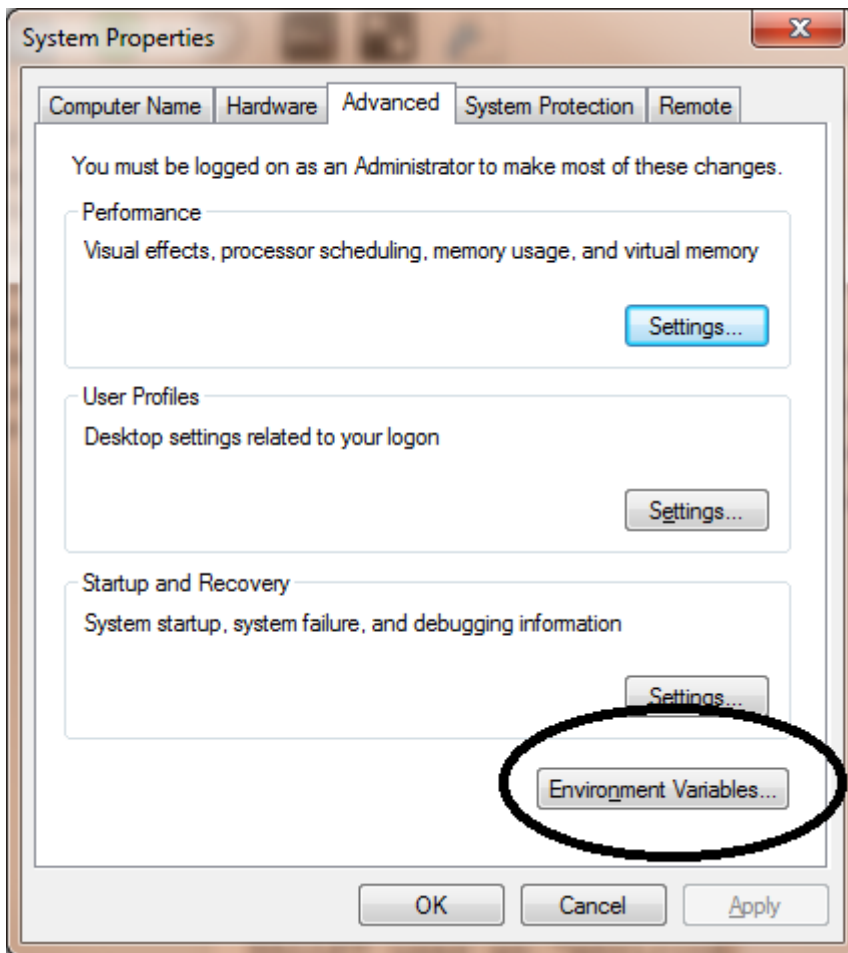 System Properties
Computer Name Hardware Advanced System Protection Remote
You must be logged on as an Administrator to make most of these changes.
Performance
Visual effects, processor scheduling, memory usage, and virtual memory
Settings...
User Profiles
Desktop settings related to your logon
Settings...
Startup and Recovery
System startup, system failure, and debugging information
Settings...
Environment Variables...
OK Cancel Apply